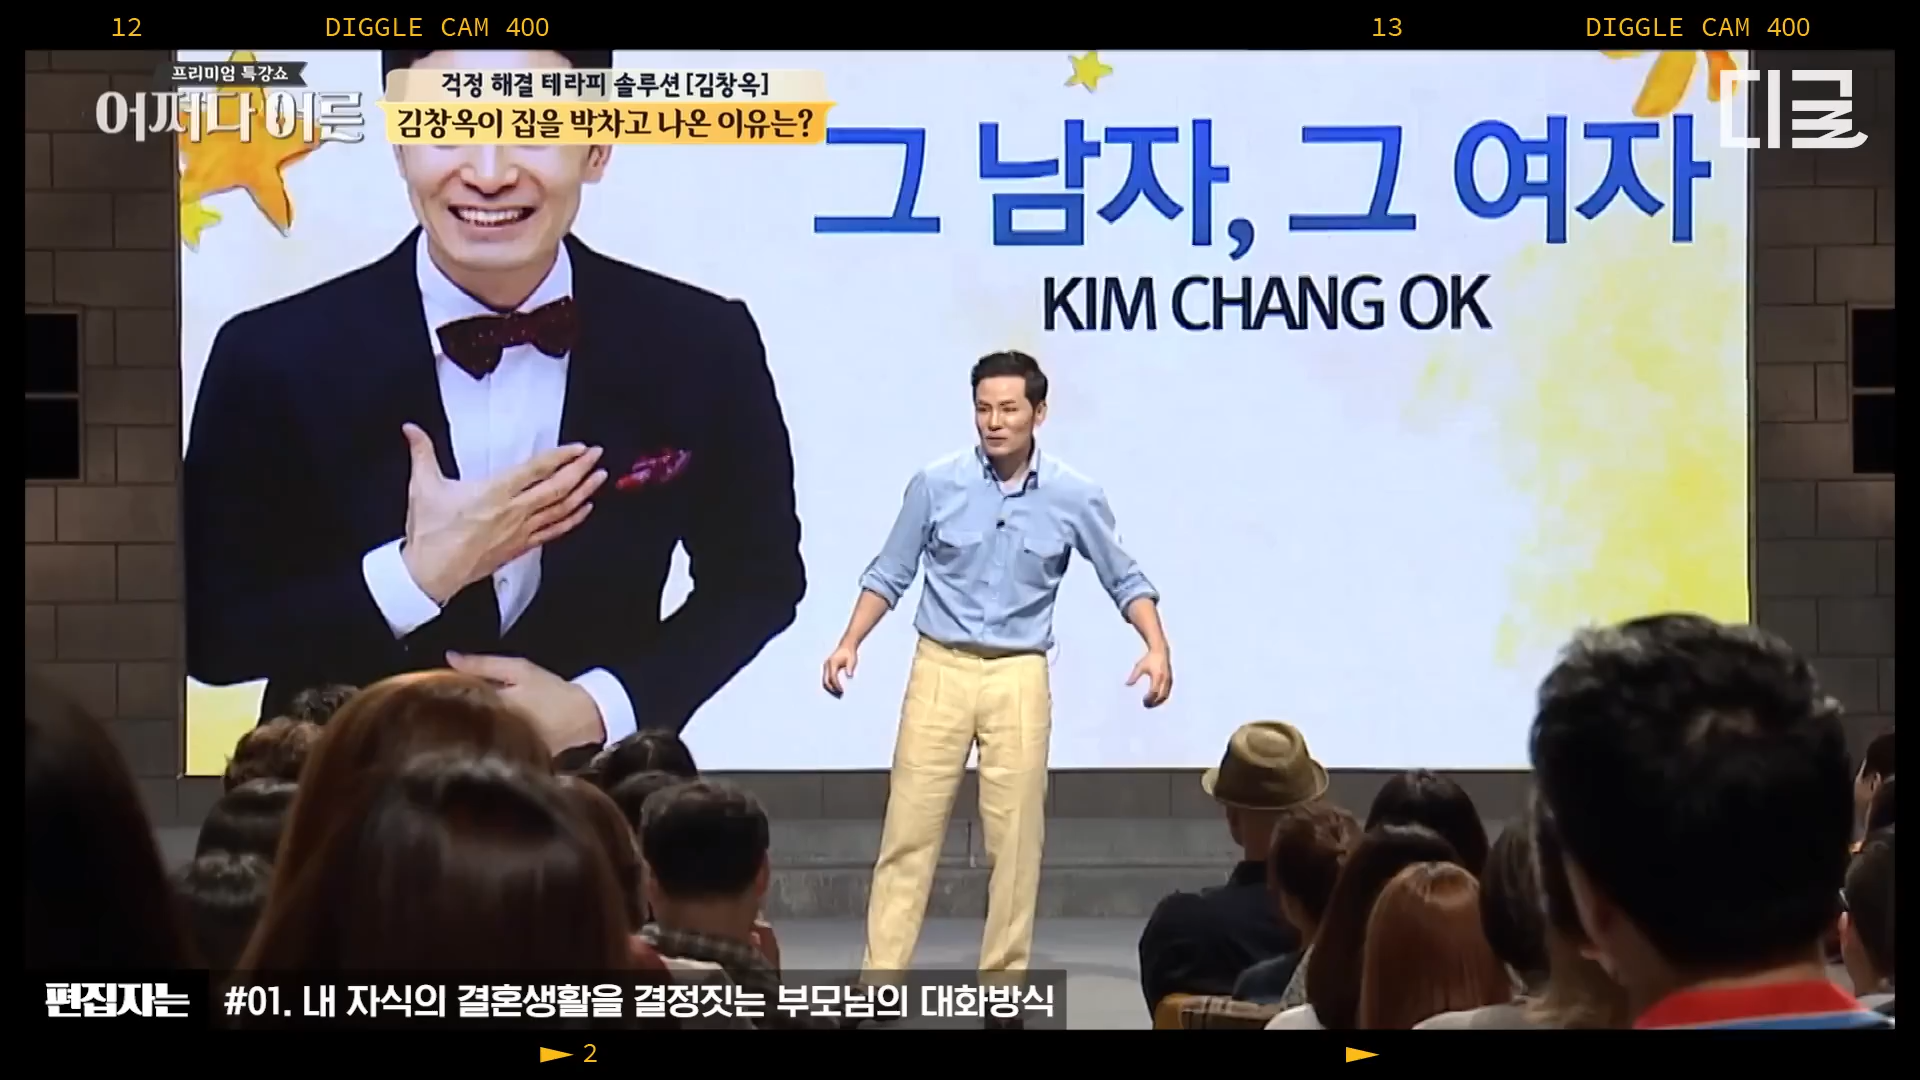 12
DIGGLE CAM 400
13
DIGGLE CAM 400
프리미엄 특강쇼
어쩌다 어른
걱정 해결 테라피 솔루션 [김창옥]
김창옥이 집을 박차고 나온 이유는?
디글
그 남자, 그 여자
KIM CHANG OK
편집자는
#01. 내 자식의 결혼생활을 결정짓는 부모님의 대화방식
2